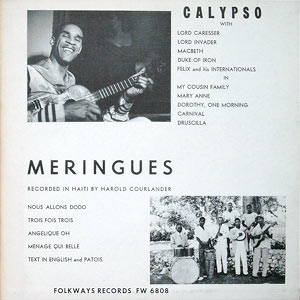 CALYPSO
WITH
LORD CARESSER
LORD INVADER
MACBETH
DUKE OF IRON
FELIX and his INTERNATIONALS
IN
MY COUSIN FAMILY
MARY ANNE
DOROTHY, ONE MORNING
CARNIVAL
DRUSCILLA
MERINGUES
RECORDED IN HAITI BY HAROLD COURLANDER
NOUS ALLONS DODO
TROIS FOIS TROIS
ANGELIQUE OH
MENAGE QUI BELLE
TEXT IN ENGLISH and PATOIS
FOLKWAYS RECORDS FW 6808